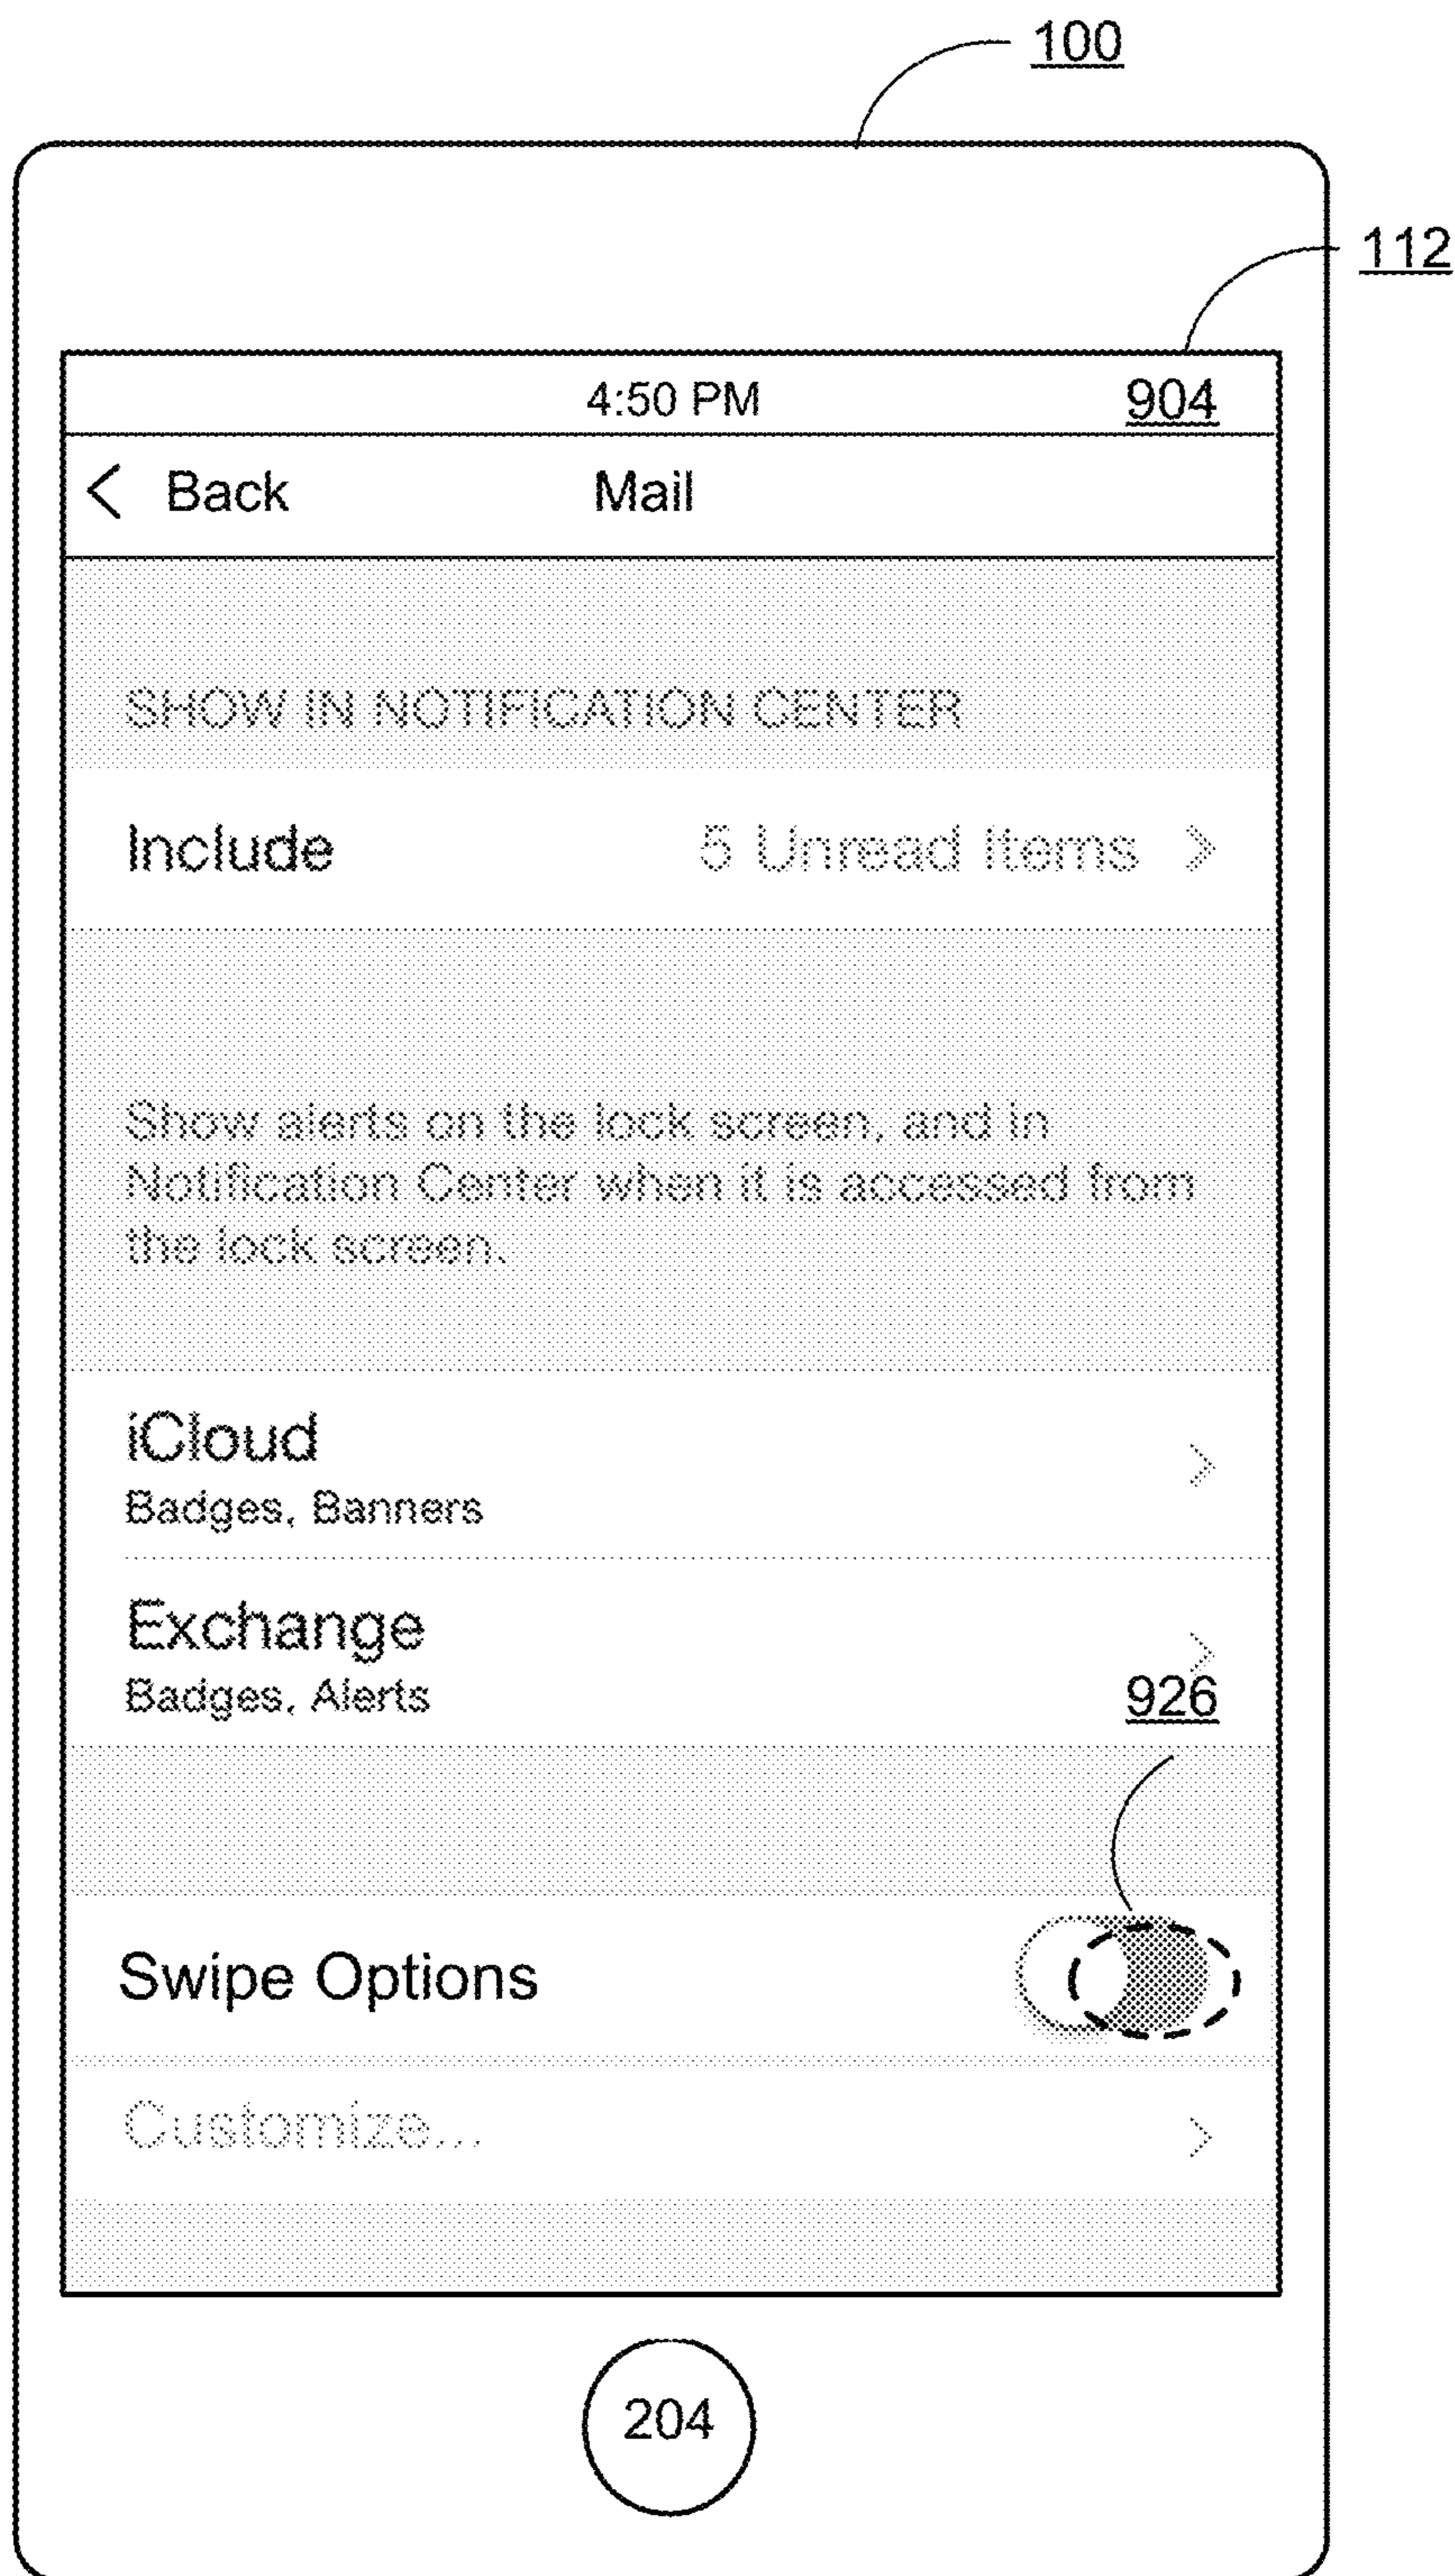 100
112
4:50 PM 904
< Back Mail
SHOW IN NOTIFICATION CENTER
Include 5 Unread Items >
Show alerts on the lock screen, and in
Notification Center when it is accessed from
the lock screen.
iCloud >
Badges, Banners
Exchange >
Badges, Alerts 926
Swipe Options
Customize... >
204